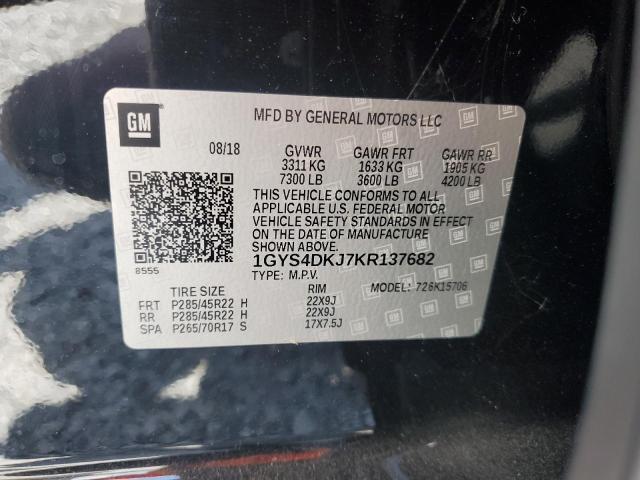 GM
MFD BY GENERAL MOTORS LLC
08/18 GVWR GAWR FRT GAWR RR
3311 KG 1633 KG 1905 KG
7300 LB 3600 LB 4200 LB
THIS VEHICLE CONFORMS TO ALL
APPLICABLE U.S. FEDERAL MOTOR
VEHICLE SAFETY STANDARDS IN EFFECT
ON THE DATE OF MANUFACTURE
SHOWN ABOVE.
8555
1GYS4DKJ7KR137682
TYPE: M.P.V. MODEL: 726K15706
TIRE SIZE RIM
FRT P285/45R22 H 22X9J
RR P285/45R22 H 22X9J
SPA P265/70R17 S 17X7.5J